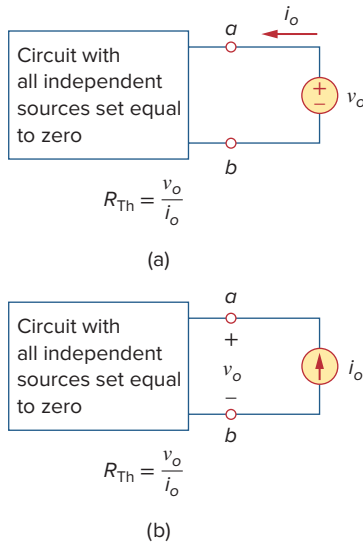 a
i_o
Circuit with
all independent
sources set equal
to zero
+
−
v_o
b
R_Th = v_o / i_o
(a)
a
Circuit with
all independent
sources set equal
to zero
+
v_o
−
i_o
b
R_Th = v_o / i_o
(b)